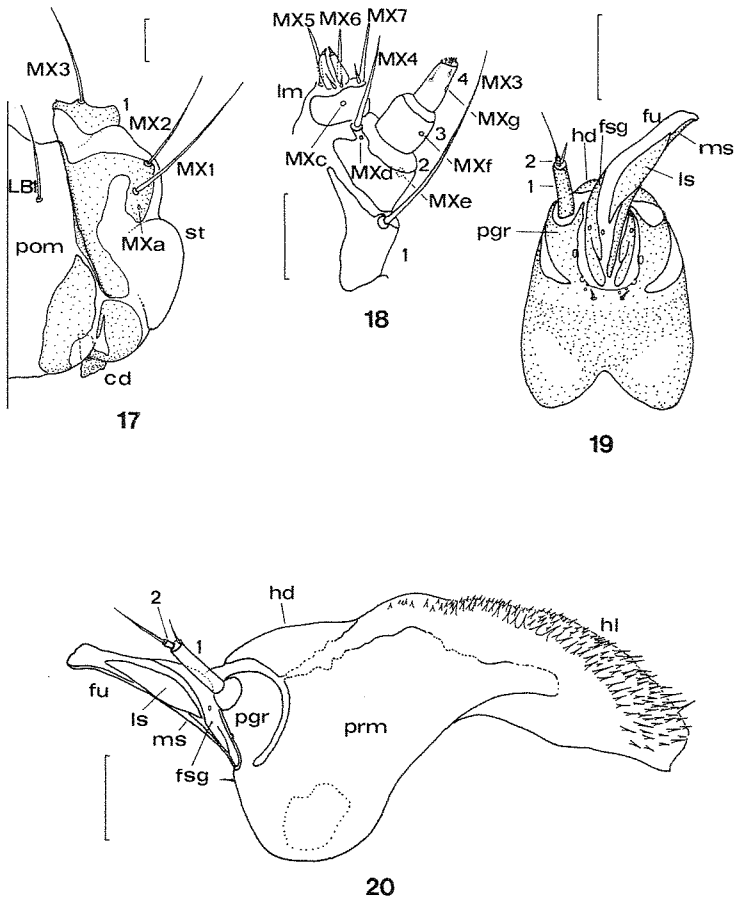 MX3
1
MX2
MX1
LB1
MXa
st
pom
cd
17
MX5 MX6 MX7
MX4
lm
4
MX3
MXg
MXc
3
MXd
MXf
2
MXe
1
18
fu
hd fsg
ms
2
ls
1
pgr
19
hd
2
1
hl
fu
ls
pgr
ms
prm
fsg
20